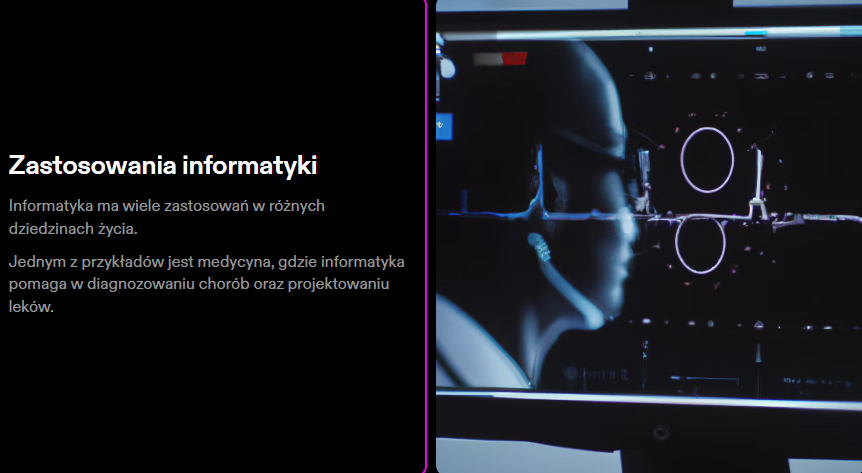 Zastosowania informatyki
Informatyka ma wiele zastosowań w różnych
dziedzinach życia.
Jednym z przykładów jest medycyna, gdzie informatyka
pomaga w diagnozowaniu chorób oraz projektowaniu
leków.